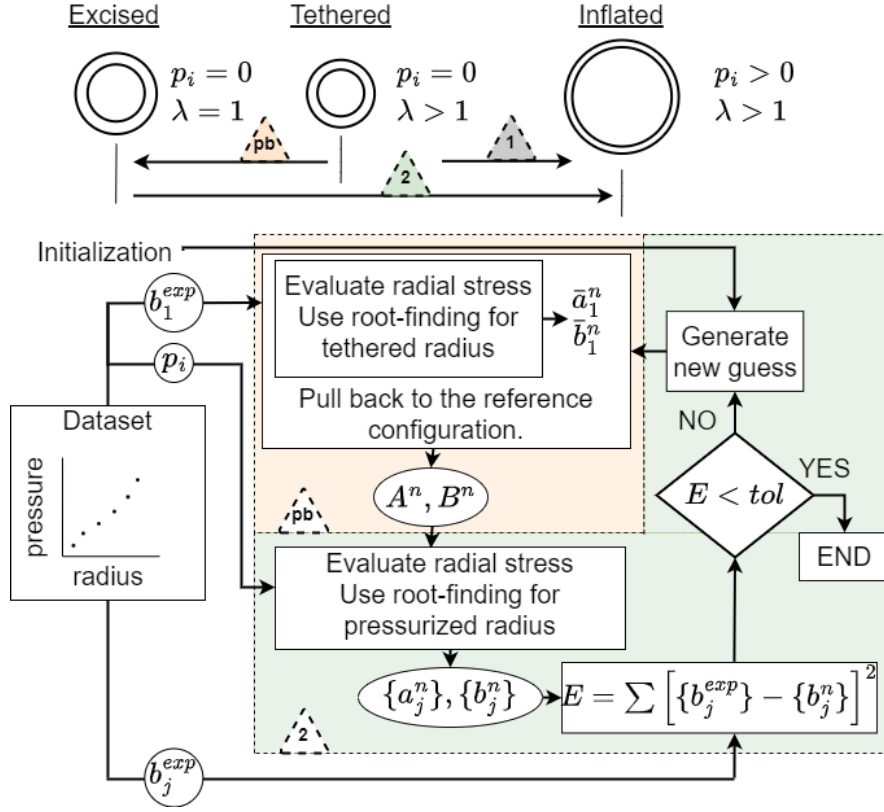 Excised
Tethered
Inflated
p_i = 0
λ = 1
p_i = 0
λ > 1
p_i > 0
λ > 1
pb
1
2
Initialization
b_1^{exp}
p_i
Dataset
pressure
radius
Evaluate radial stress
Use root-finding for
tethered radius
ā_1^n
b̄_1^n
Pull back to the reference
configuration.
A^n, B^n
pb
Generate
new guess
NO
YES
E < tol
END
Evaluate radial stress
Use root-finding for
pressurized radius
{a_j^n}, {b_j^n}
E = ∑ [{b_j^{exp}} − {b_j^n}]^2
2
b_j^{exp}